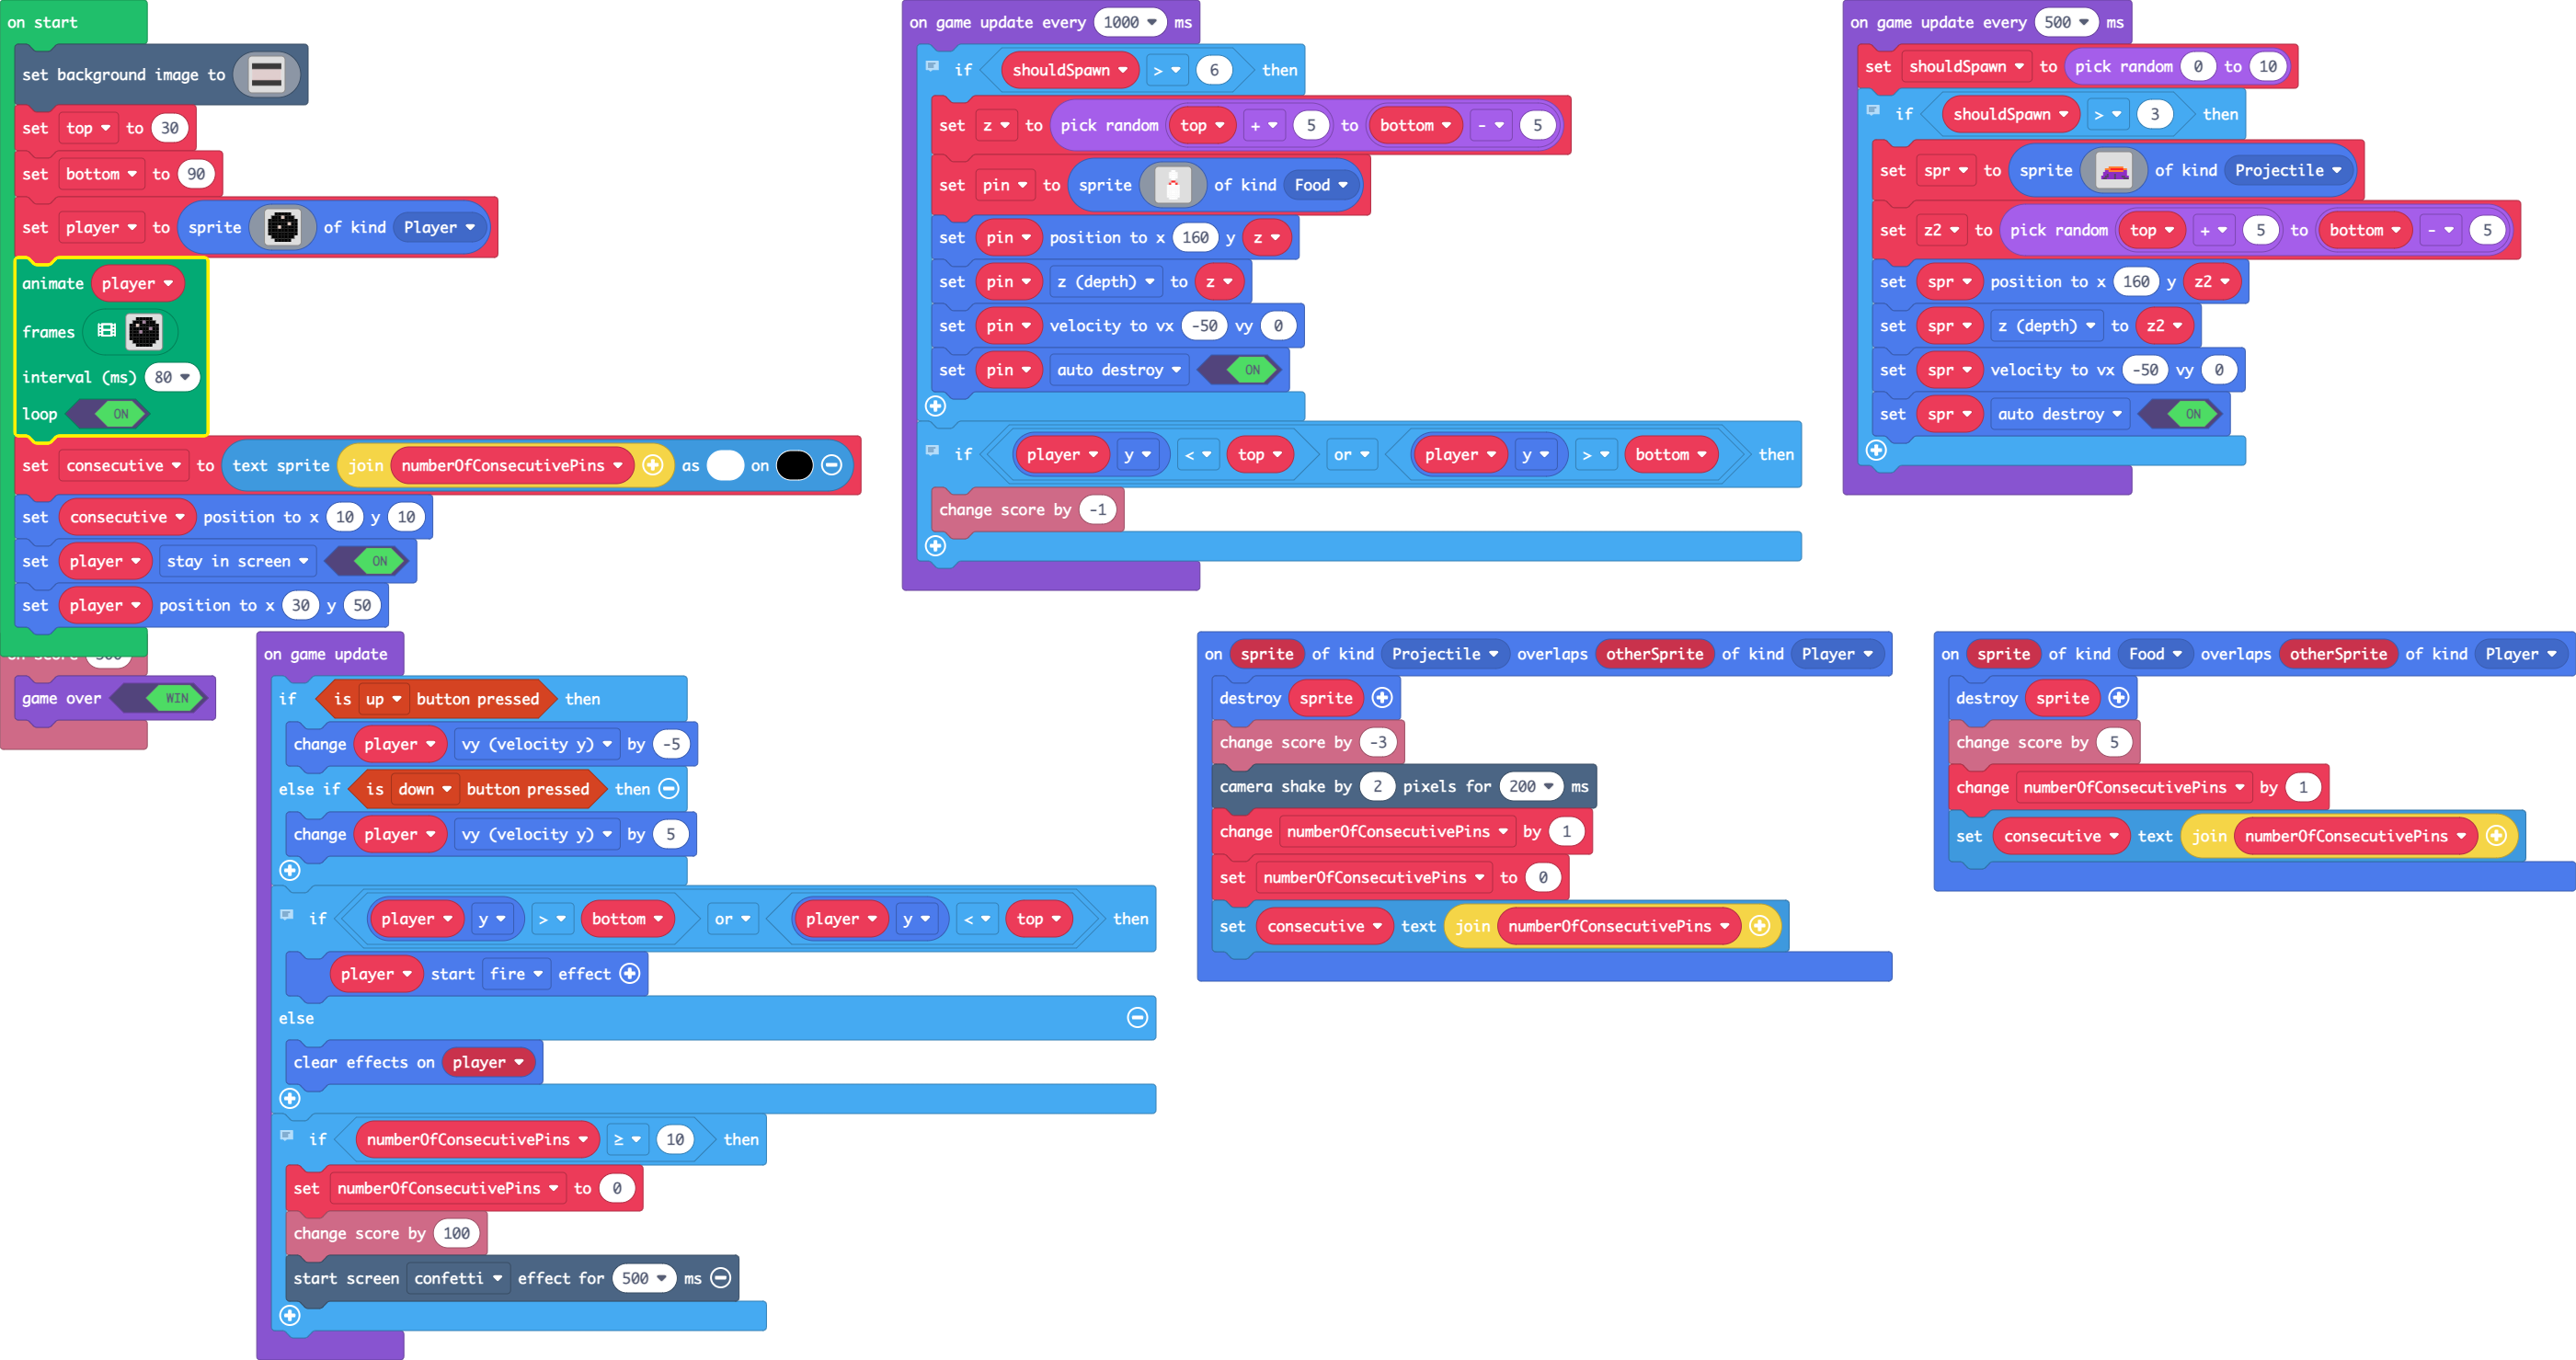 on start
set background image to
set top to 30
set bottom to 90
set player to sprite of kind Player
animate player
frames
interval (ms) 80
loop ON
set consecutive to text sprite join numberOfConsecutivePins as on
set consecutive position to x 10 y 10
set player stay in screen ON
set player position to x 30 y 50
game over WIN
on game update every 1000 ms
if shouldSpawn > 6 then
set z to pick random top + 5 to bottom - 5
set pin to sprite of kind Food
set pin position to x 160 y z
set pin z (depth) to z
set pin velocity to vx -50 vy 0
set pin auto destroy ON
if player y < top or player y > bottom then
change score by -1
on game update every 500 ms
set shouldSpawn to pick random 0 to 10
if shouldSpawn > 3 then
set spr to sprite of kind Projectile
set z2 to pick random top + 5 to bottom - 5
set spr position to x 160 y z2
set spr z (depth) to z2
set spr velocity to vx -50 vy 0
set spr auto destroy ON
on game update
if is up button pressed then
change player vy (velocity y) by -5
else if is down button pressed then
change player vy (velocity y) by 5
if player y > bottom or player y < top then
player start fire effect
else
clear effects on player
if numberOfConsecutivePins ≥ 10 then
set numberOfConsecutivePins to 0
change score by 100
start screen confetti effect for 500 ms
on sprite of kind Projectile overlaps otherSprite of kind Player
destroy sprite
change score by -3
camera shake by 2 pixels for 200 ms
change numberOfConsecutivePins by 1
set numberOfConsecutivePins to 0
set consecutive text join numberOfConsecutivePins
on sprite of kind Food overlaps otherSprite of kind Player
destroy sprite
change score by 5
change numberOfConsecutivePins by 1
set consecutive text join numberOfConsecutivePins